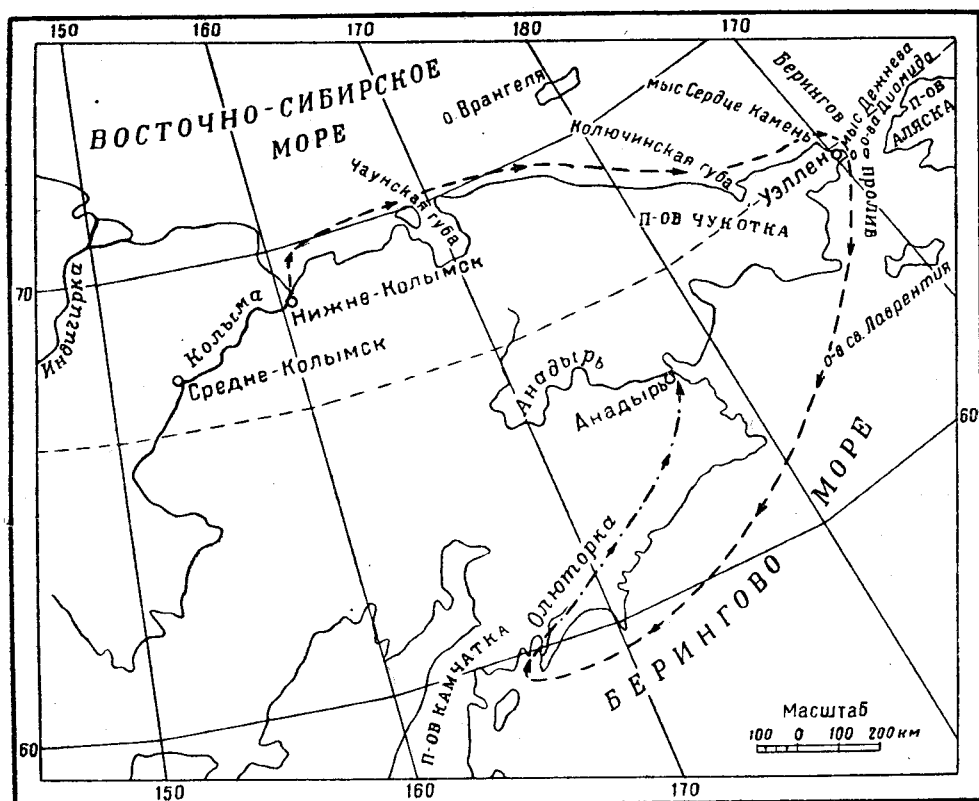 150
160
170
180
170
ВОСТОЧНО-СИБИРСКОЕ
МОРЕ
о. Врангеля
мыс Сердце Камень
Берингов
пролив
мыс Дежнева
о-ва Диомида
п-ов
Аляска
Чаунская губа
Колючинская губа
Уэллен
п-ов Чукотка
70
Индигирка
Колыма
Нижне-Колымск
Средне-Колымск
о-в св. Лаврентия
Анадырь
Анадырь
60
БЕРИНГОВО
МОРЕ
Олюторка
п-ов Камчатка
60
Масштаб
100 0 100 200 км
150
160
170